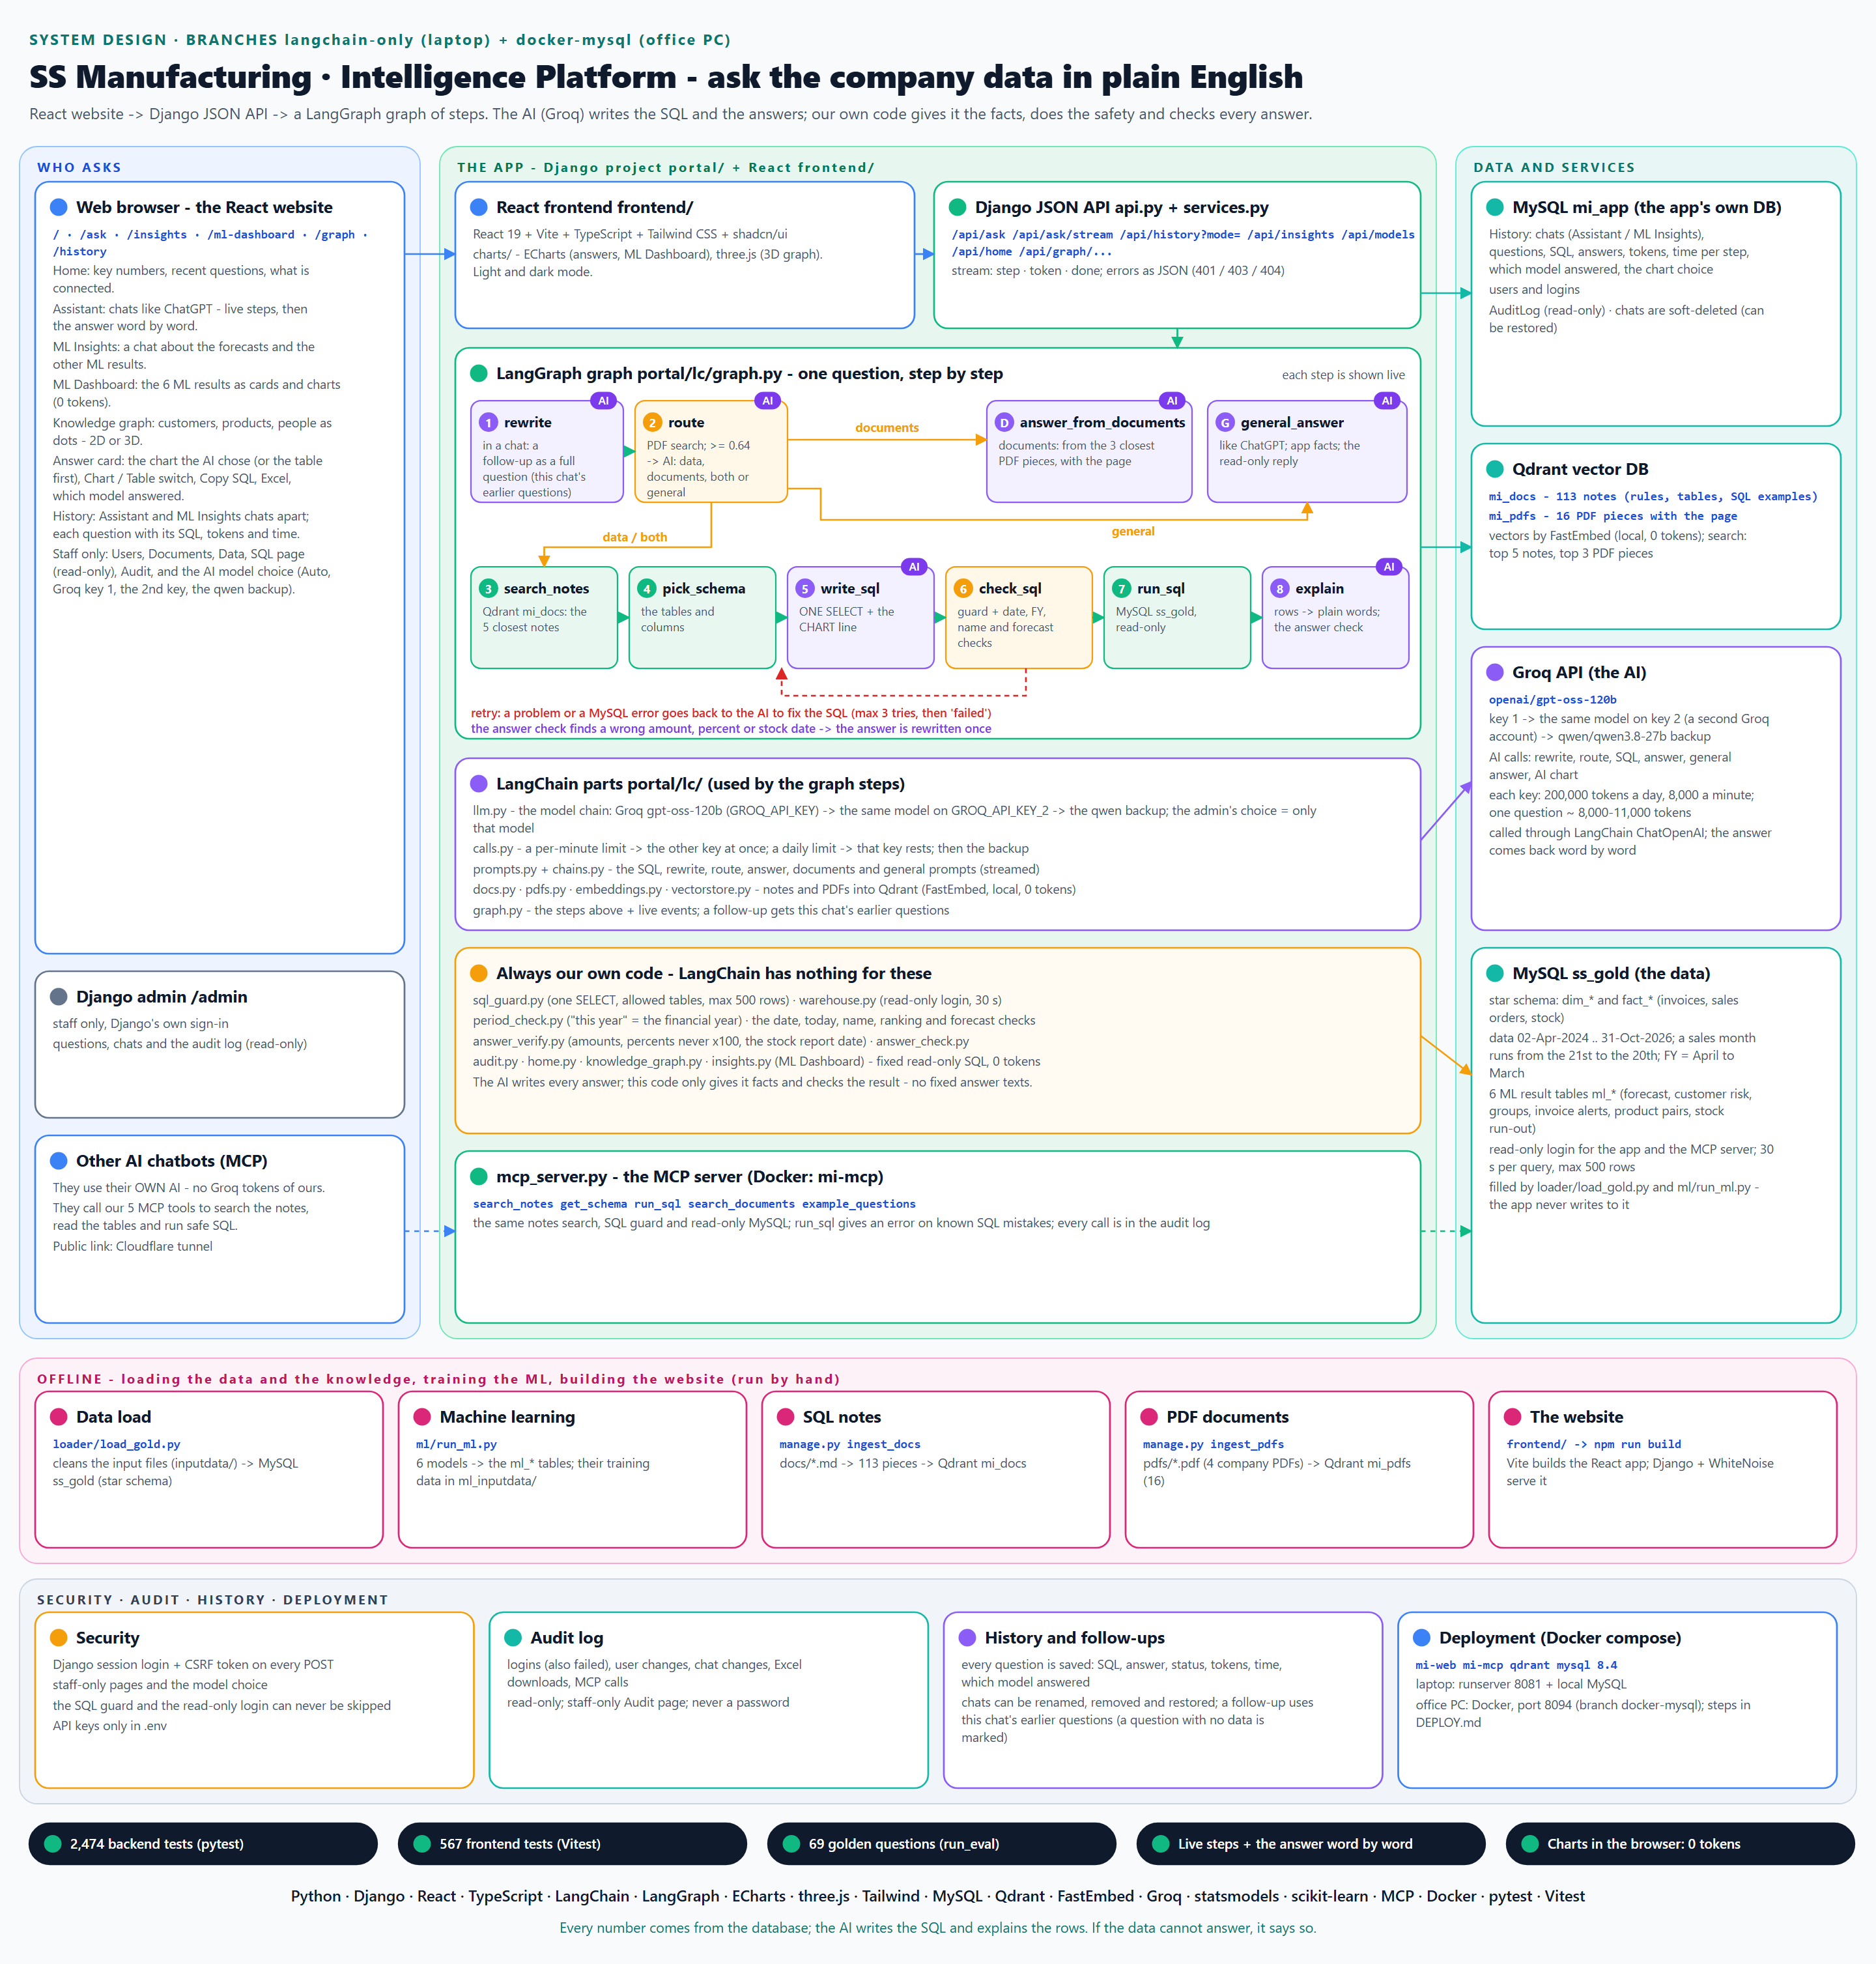 SYSTEM DESIGN · BRANCHES langchain-only (laptop) + docker-mysql (office PC)
SS Manufacturing · Intelligence Platform - ask the company data in plain English
React website -> Django JSON API -> a LangGraph graph of steps. The AI (Groq) writes the SQL and the answers; our own code gives it the facts, does the safety and checks every answer.
WHO ASKS
Web browser - the React website
/ · /ask · /insights · /ml-dashboard · /graph ·
/history
Home: key numbers, recent questions, what is
connected.
Assistant: chats like ChatGPT - live steps, then
the answer word by word.
ML Insights: a chat about the forecasts and the
other ML results.
ML Dashboard: the 6 ML results as cards and charts
(0 tokens).
Knowledge graph: customers, products, people as
dots - 2D or 3D.
Answer card: the chart the AI chose (or the table
first), Chart / Table switch, Copy SQL, Excel,
which model answered.
History: Assistant and ML Insights chats apart;
each question with its SQL, tokens and time.
Staff only: Users, Documents, Data, SQL page
(read-only), Audit, and the AI model choice (Auto,
Groq key 1, the 2nd key, the qwen backup).
Django admin /admin
staff only, Django's own sign-in
questions, chats and the audit log (read-only)
Other AI chatbots (MCP)
They use their OWN AI - no Groq tokens of ours.
They call our 5 MCP tools to search the notes,
read the tables and run safe SQL.
Public link: Cloudflare tunnel
THE APP - Django project portal/ + React frontend/
React frontend frontend/
React 19 + Vite + TypeScript + Tailwind CSS + shadcn/ui
charts/ - ECharts (answers, ML Dashboard), three.js (3D graph).
Light and dark mode.
Django JSON API api.py + services.py
/api/ask /api/ask/stream /api/history?mode= /api/insights /api/models
/api/home /api/graph/...
stream: step · token · done; errors as JSON (401 / 403 / 404)
LangGraph graph portal/lc/graph.py - one question, step by step
each step is shown live
AI
1 rewrite
in a chat: a
follow-up as a full
question (this chat's
earlier questions)
AI
2 route
PDF search; >= 0.64
-> AI: data,
documents, both or
general
documents
AI
D answer_from_documents
documents: from the 3 closest
PDF pieces, with the page
AI
G general_answer
like ChatGPT; app facts; the
read-only reply
data / both
general
3 search_notes
Qdrant mi_docs: the
5 closest notes
4 pick_schema
the tables and
columns
AI
5 write_sql
ONE SELECT + the
CHART line
6 check_sql
guard + date, FY,
name and forecast
checks
7 run_sql
MySQL ss_gold,
read-only
AI
8 explain
rows -> plain words;
the answer check
retry: a problem or a MySQL error goes back to the AI to fix the SQL (max 3 tries, then 'failed')
the answer check finds a wrong amount, percent or stock date -> the answer is rewritten once
LangChain parts portal/lc/ (used by the graph steps)
llm.py - the model chain: Groq gpt-oss-120b (GROQ_API_KEY) -> the same model on GROQ_API_KEY_2 -> the qwen backup; the admin's choice = only
that model
calls.py - a per-minute limit -> the other key at once; a daily limit -> that key rests; then the backup
prompts.py + chains.py - the SQL, rewrite, route, answer, documents and general prompts (streamed)
docs.py · pdfs.py · embeddings.py · vectorstore.py - notes and PDFs into Qdrant (FastEmbed, local, 0 tokens)
graph.py - the steps above + live events; a follow-up gets this chat's earlier questions
Always our own code - LangChain has nothing for these
sql_guard.py (one SELECT, allowed tables, max 500 rows) · warehouse.py (read-only login, 30 s)
period_check.py ("this year" = the financial year) · the date, today, name, ranking and forecast checks
answer_verify.py (amounts, percents never x100, the stock report date) · answer_check.py
audit.py · home.py · knowledge_graph.py · insights.py (ML Dashboard) - fixed read-only SQL, 0 tokens
The AI writes every answer; this code only gives it facts and checks the result - no fixed answer texts.
mcp_server.py - the MCP server (Docker: mi-mcp)
search_notes get_schema run_sql search_documents example_questions
the same notes search, SQL guard and read-only MySQL; run_sql gives an error on known SQL mistakes; every call is in the audit log
DATA AND SERVICES
MySQL mi_app (the app's own DB)
History: chats (Assistant / ML Insights),
questions, SQL, answers, tokens, time per step,
which model answered, the chart choice
users and logins
AuditLog (read-only) · chats are soft-deleted (can
be restored)
Qdrant vector DB
mi_docs - 113 notes (rules, tables, SQL examples)
mi_pdfs - 16 PDF pieces with the page
vectors by FastEmbed (local, 0 tokens); search:
top 5 notes, top 3 PDF pieces
Groq API (the AI)
openai/gpt-oss-120b
key 1 -> the same model on key 2 (a second Groq
account) -> qwen/qwen3.8-27b backup
AI calls: rewrite, route, SQL, answer, general
answer, AI chart
each key: 200,000 tokens a day, 8,000 a minute;
one question ~ 8,000-11,000 tokens
called through LangChain ChatOpenAI; the answer
comes back word by word
MySQL ss_gold (the data)
star schema: dim_* and fact_* (invoices, sales
orders, stock)
data 02-Apr-2024 .. 31-Oct-2026; a sales month
runs from the 21st to the 20th; FY = April to
March
6 ML result tables ml_* (forecast, customer risk,
groups, invoice alerts, product pairs, stock
run-out)
read-only login for the app and the MCP server; 30
s per query, max 500 rows
filled by loader/load_gold.py and ml/run_ml.py -
the app never writes to it
OFFLINE - loading the data and the knowledge, training the ML, building the website (run by hand)
Data load
loader/load_gold.py
cleans the input files (inputdata/) -> MySQL
ss_gold (star schema)
Machine learning
ml/run_ml.py
6 models -> the ml_* tables; their training
data in ml_inputdata/
SQL notes
manage.py ingest_docs
docs/*.md -> 113 pieces -> Qdrant mi_docs
PDF documents
manage.py ingest_pdfs
pdfs/*.pdf (4 company PDFs) -> Qdrant mi_pdfs
(16)
The website
frontend/ -> npm run build
Vite builds the React app; Django + WhiteNoise
serve it
SECURITY · AUDIT · HISTORY · DEPLOYMENT
Security
Django session login + CSRF token on every POST
staff-only pages and the model choice
the SQL guard and the read-only login can never be skipped
API keys only in .env
Audit log
logins (also failed), user changes, chat changes, Excel
downloads, MCP calls
read-only; staff-only Audit page; never a password
History and follow-ups
every question is saved: SQL, answer, status, tokens, time,
which model answered
chats can be renamed, removed and restored; a follow-up uses
this chat's earlier questions (a question with no data is
marked)
Deployment (Docker compose)
mi-web mi-mcp qdrant mysql 8.4
laptop: runserver 8081 + local MySQL
office PC: Docker, port 8094 (branch docker-mysql); steps in
DEPLOY.md
2,474 backend tests (pytest)
567 frontend tests (Vitest)
69 golden questions (run_eval)
Live steps + the answer word by word
Charts in the browser: 0 tokens
Python · Django · React · TypeScript · LangChain · LangGraph · ECharts · three.js · Tailwind · MySQL · Qdrant · FastEmbed · Groq · statsmodels · scikit-learn · MCP · Docker · pytest · Vitest
Every number comes from the database; the AI writes the SQL and explains the rows. If the data cannot answer, it says so.